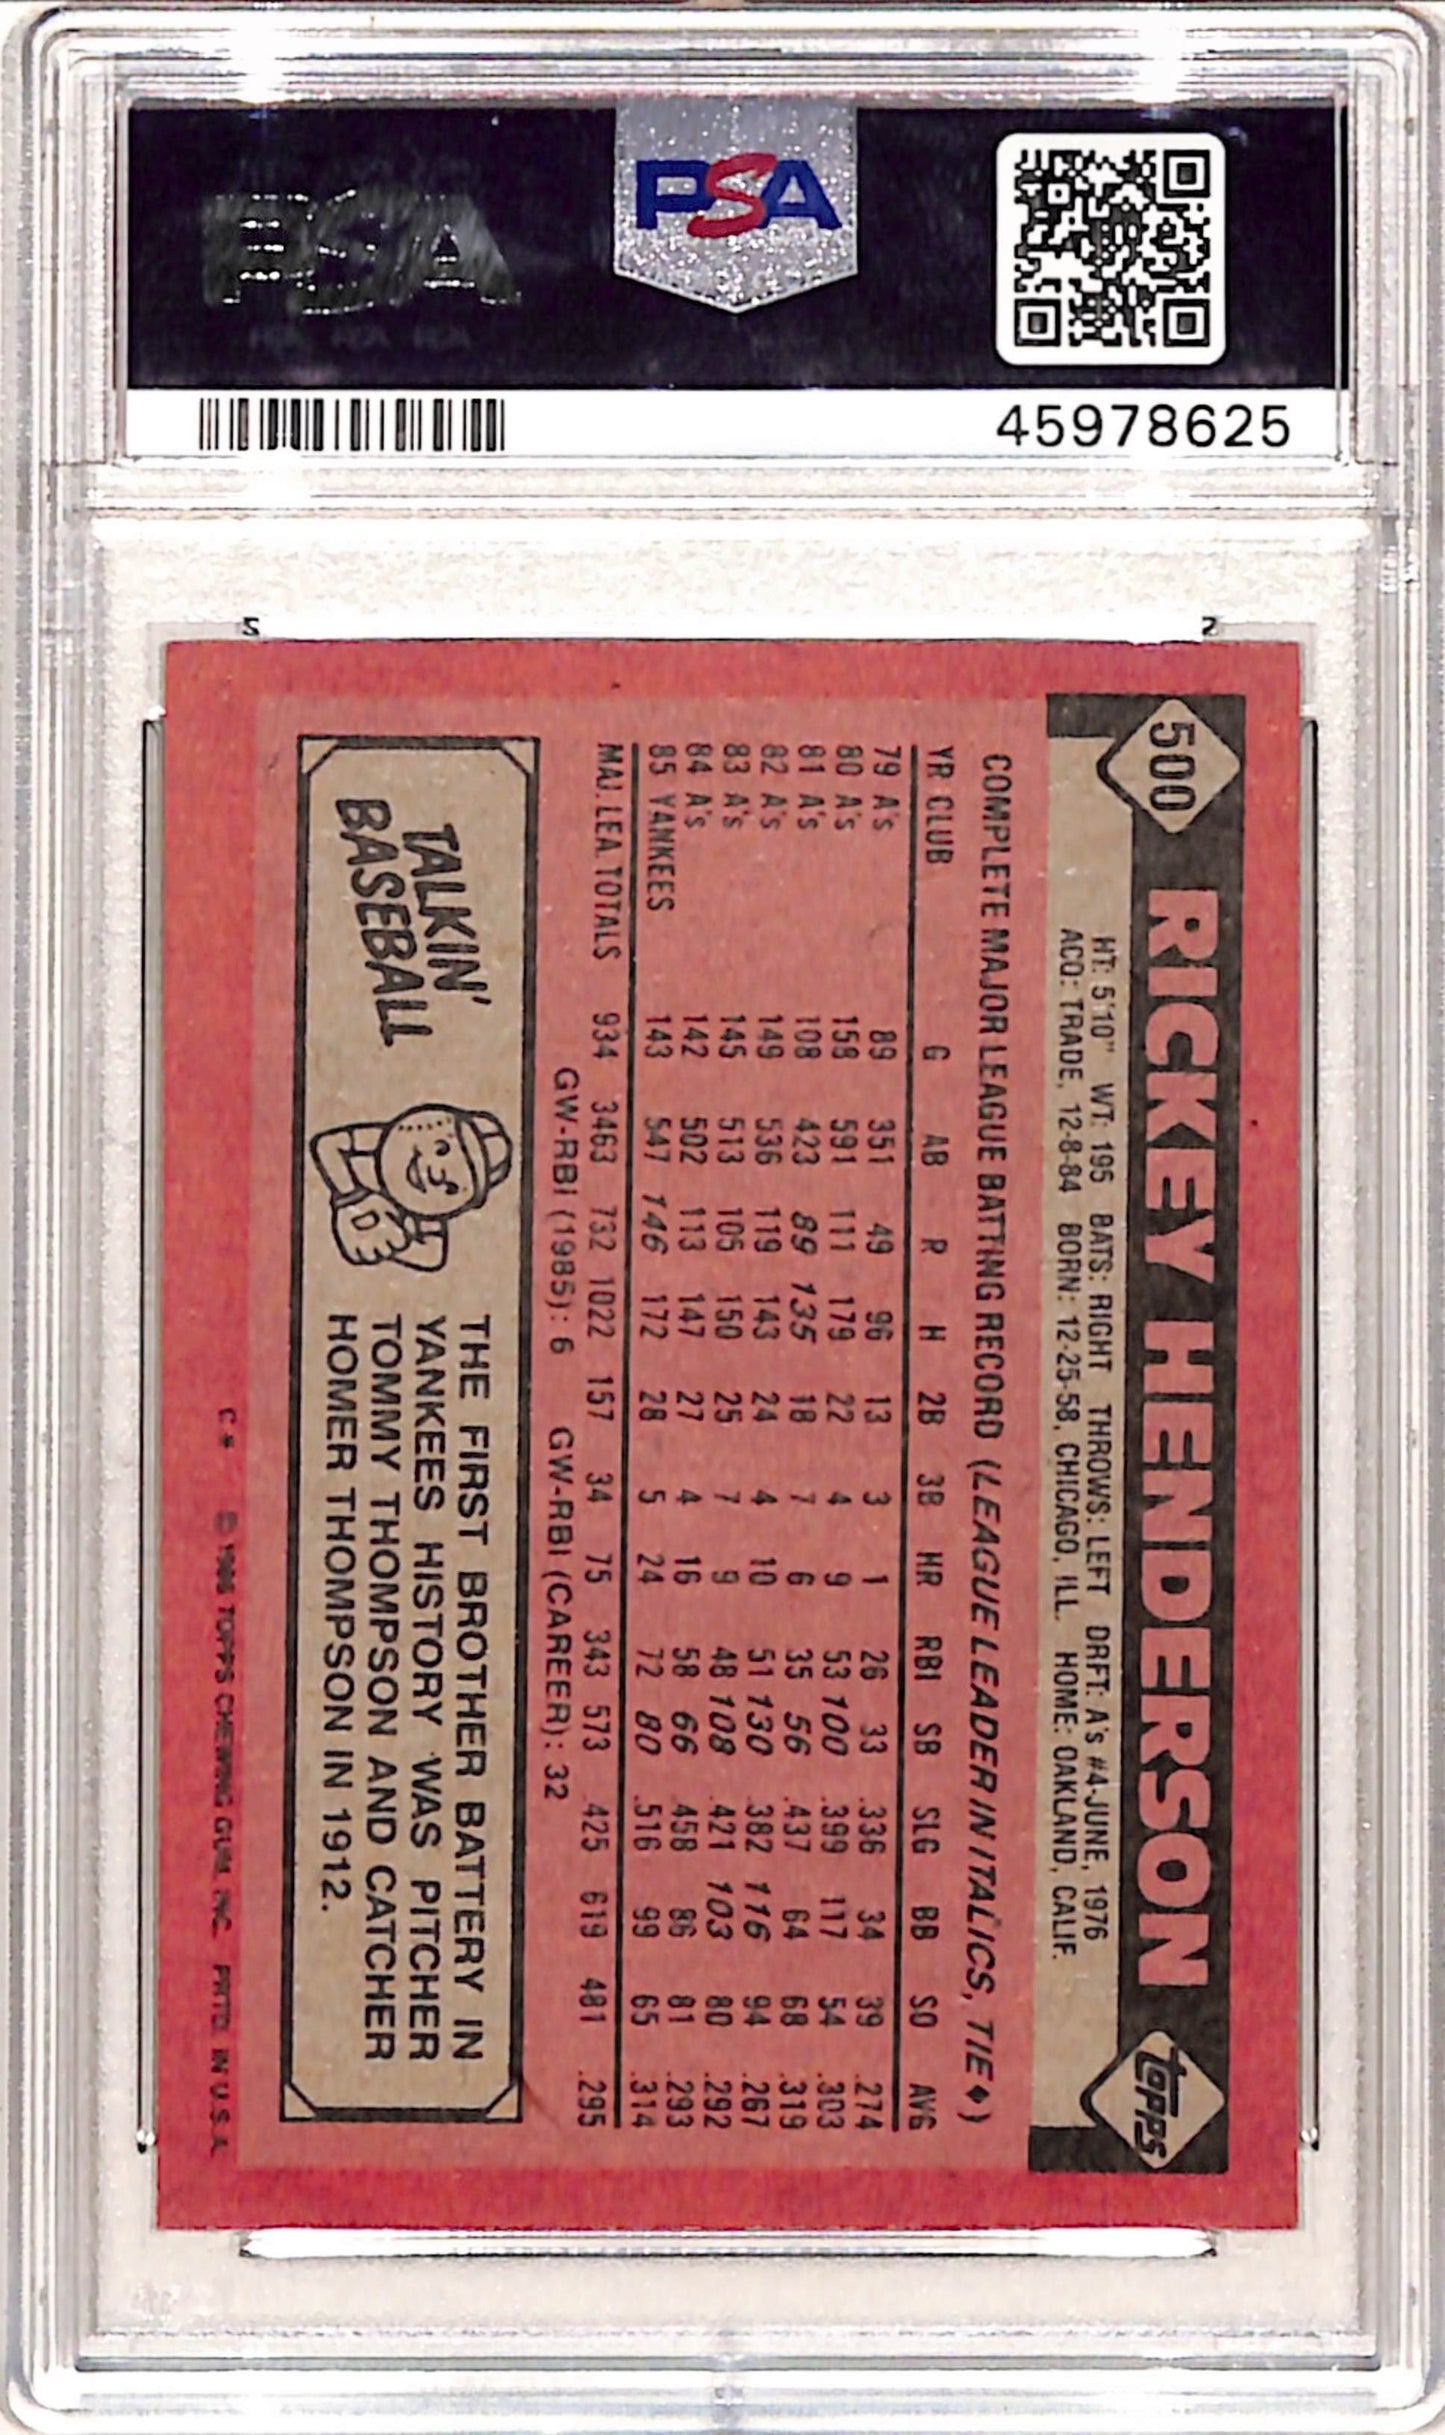 PSA
PSA
45978625
5
2
500
RICKEY HENDERSON
topps
HT: 5'10" WT: 195 BATS: RIGHT THROWS: LEFT DRFT: A's #4-JUNE, 1976
ACQ: TRADE, 12-8-84 BORN: 12-25-58, CHICAGO, ILL. HOME: OAKLAND, CALIF.
COMPLETE MAJOR LEAGUE BATTING RECORD (LEAGUE LEADER IN ITALICS, TIE♦)
YR CLUB G AB R H 2B 3B HR RBI SB SLG BB SO AVG
79 A's 89 351 49 96 13 3 1 26 33 .336 34 39 .274
80 A's 158 591 111 179 22 4 9 53 100 .399 117 54 .303
81 A's 108 423 89 135 18 7 6 35 56 .437 64 68 .319
82 A's 149 536 119 143 24 4 10 51 130 .382 116 94 .267
83 A's 145 513 105 150 25 7 9 48 108 .421 103 80 .292
84 A's 142 502 113 147 27 4 16 58 66 .458 86 81 .293
85 YANKEES 143 547 146 172 28 5 24 72 80 .516 99 65 .314
MAJ. LEA. TOTALS 934 3463 732 1022 157 34 75 343 573 .425 619 481 .295
GW-RBI (1985): 6 GW-RBI (CAREER): 32
TALKIN'
BASEBALL
THE FIRST BROTHER BATTERY IN
YANKEES HISTORY WAS PITCHER
TOMMY THOMPSON AND CATCHER
HOMER THOMPSON IN 1912.
C* © 1986 TOPPS CHEWING GUM, INC. PRTD. IN U.S.A.